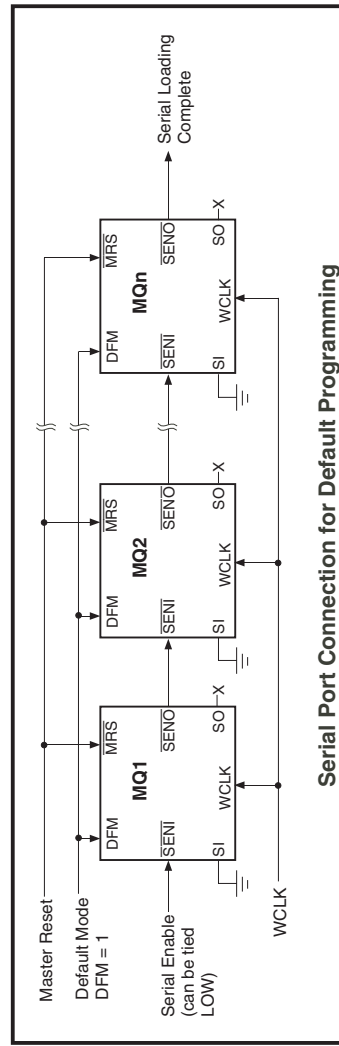 Master Reset
Default Mode
DFM = 1
Serial Enable
(can be tied
LOW)
WCLK
DFM
MRS
MQ1
SENI
SENO
SI
WCLK
SO
X
DFM
MRS
MQ2
SENI
SENO
SI
WCLK
SO
X
DFM
MRS
MQn
SENI
SENO
SI
WCLK
SO
X
Serial Loading
Complete
Serial Port Connection for Default Programming